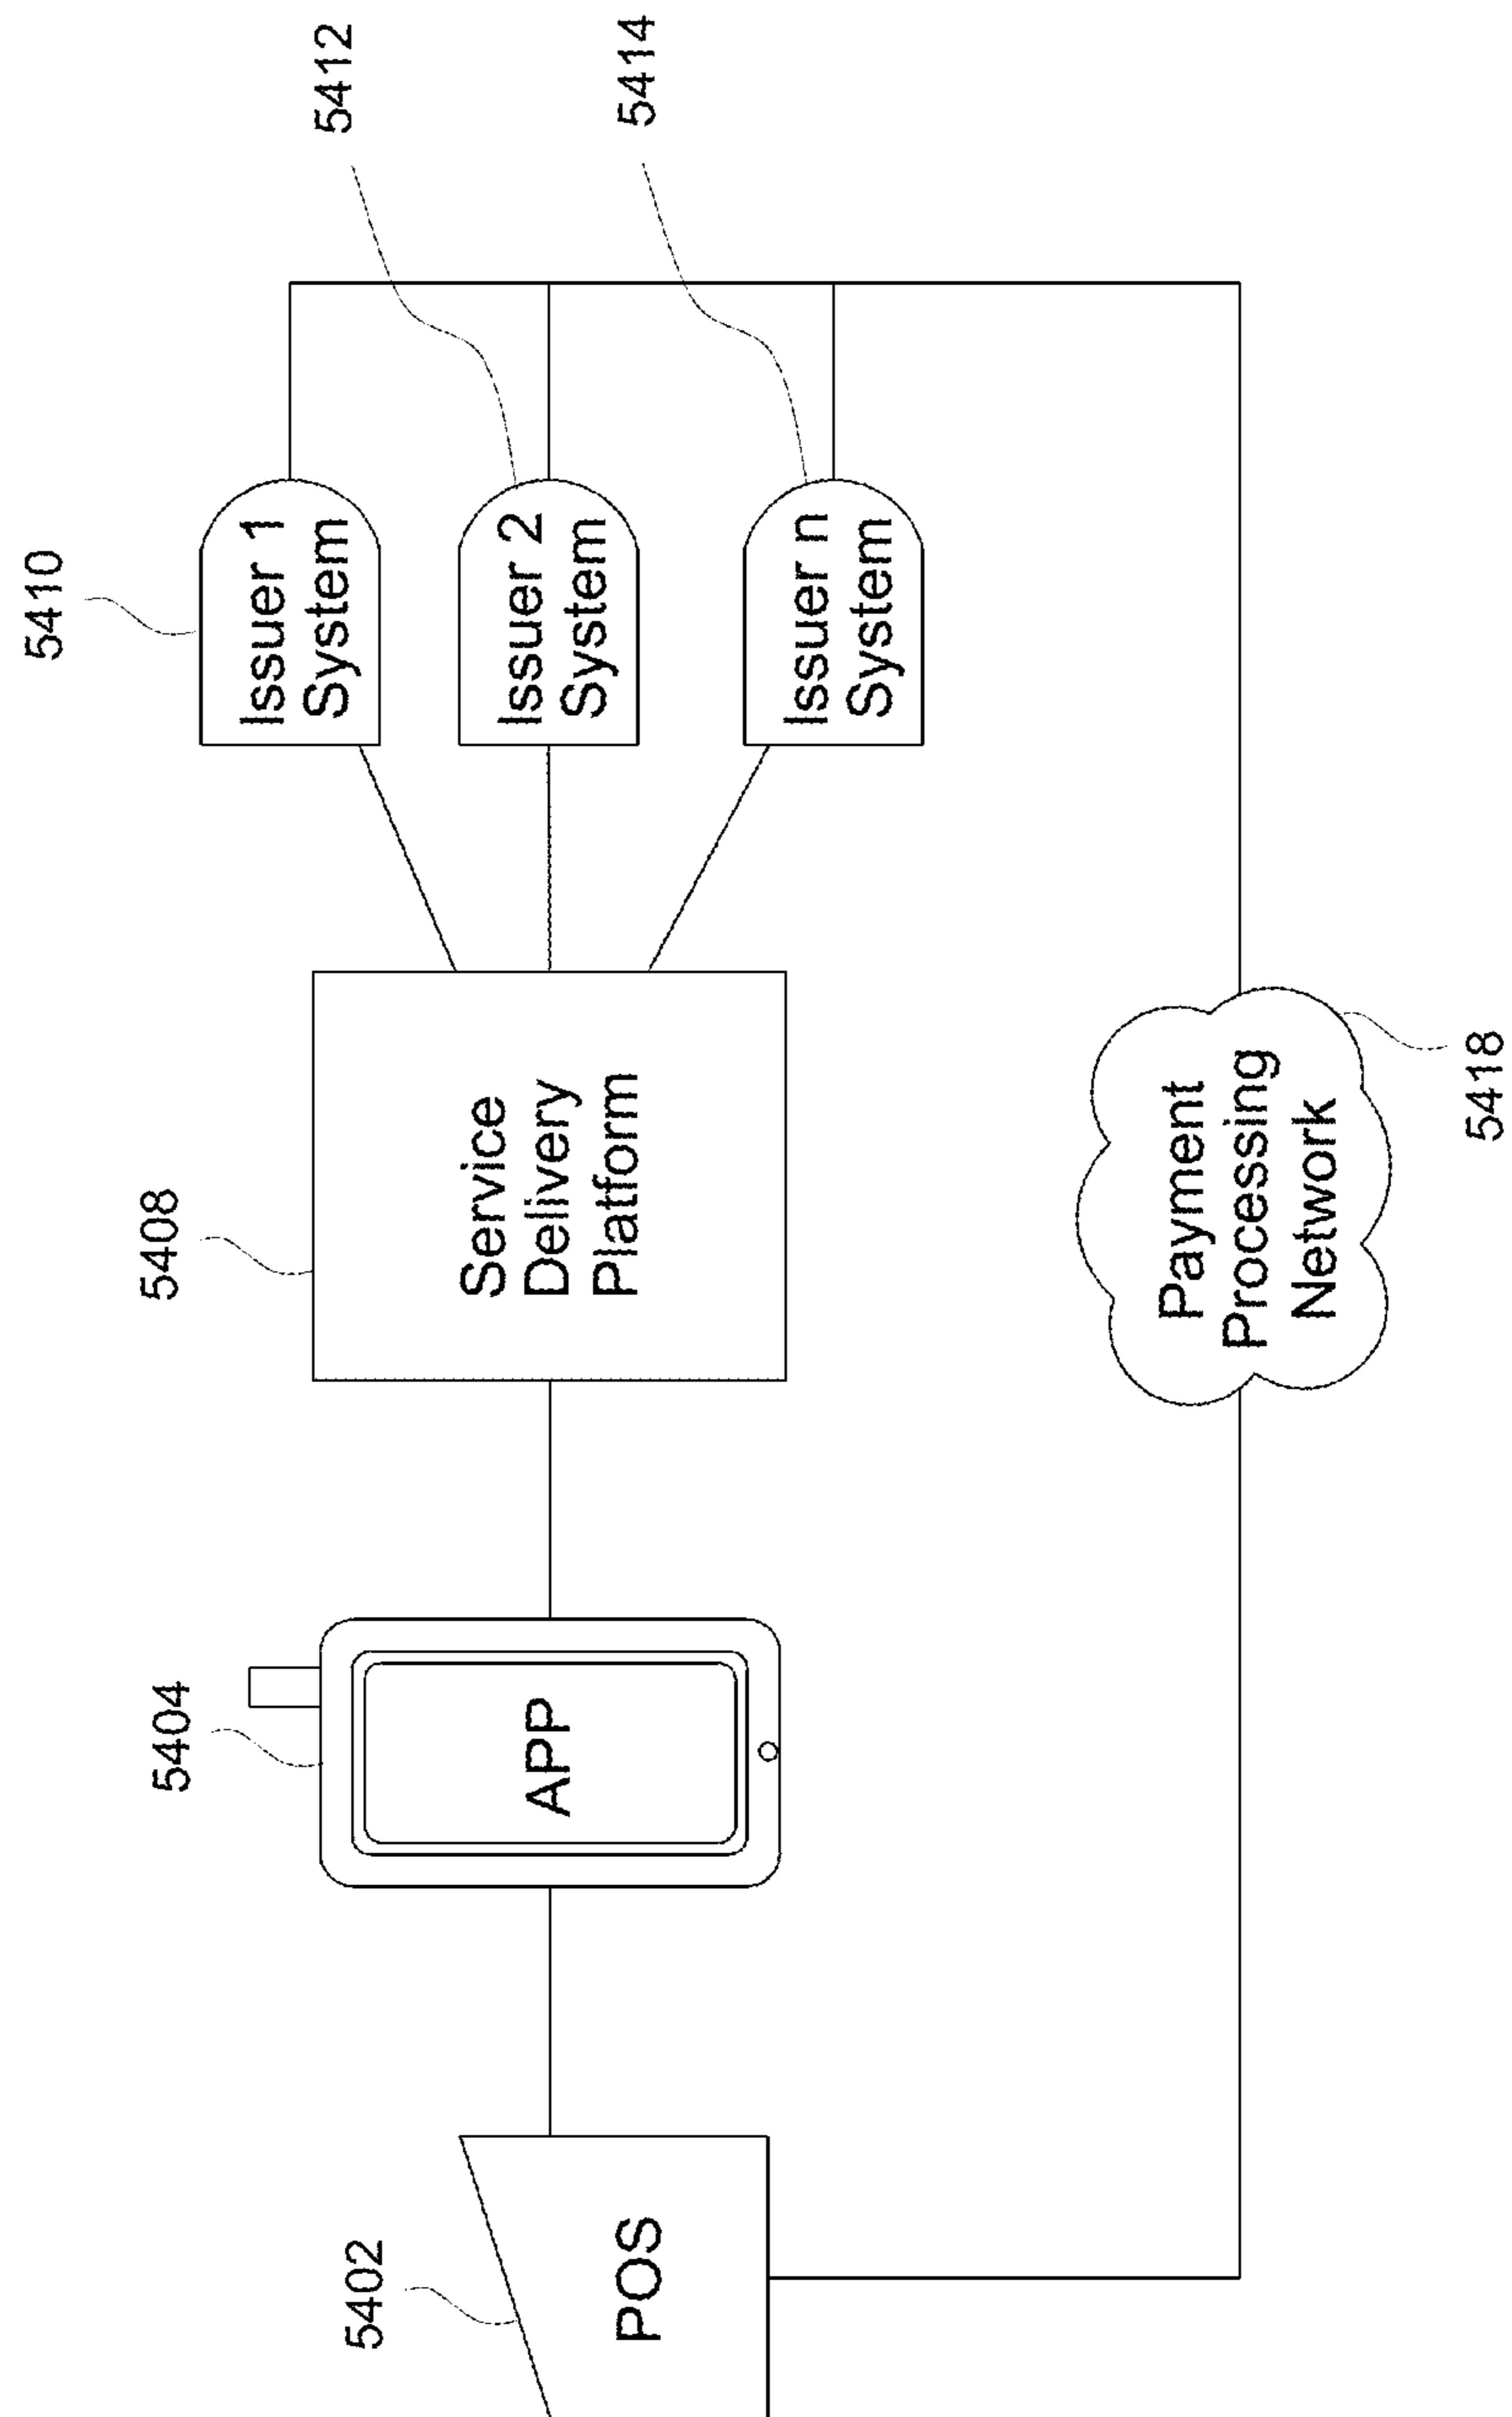 5410
5412
5414
Issuer 1
System
Issuer 2
System
Issuer n
System
5408
Service
Delivery
Platform
5404
APP
5402
POS
Payment
Processing
Network
5418